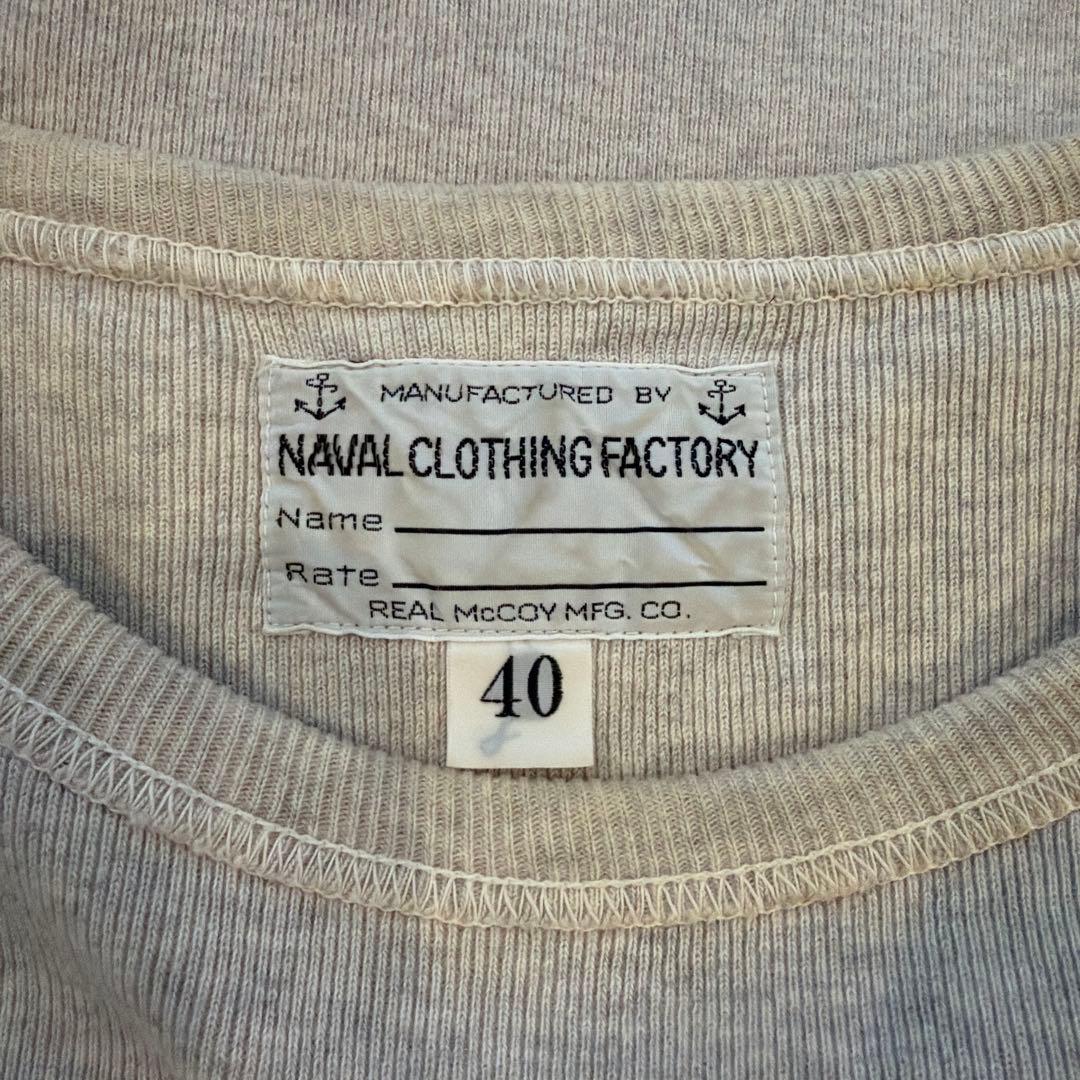 MANUFACTURED BY
NAVAL CLOTHING FACTORY
Name
Rate
REAL McCOY MFG. CO.
40